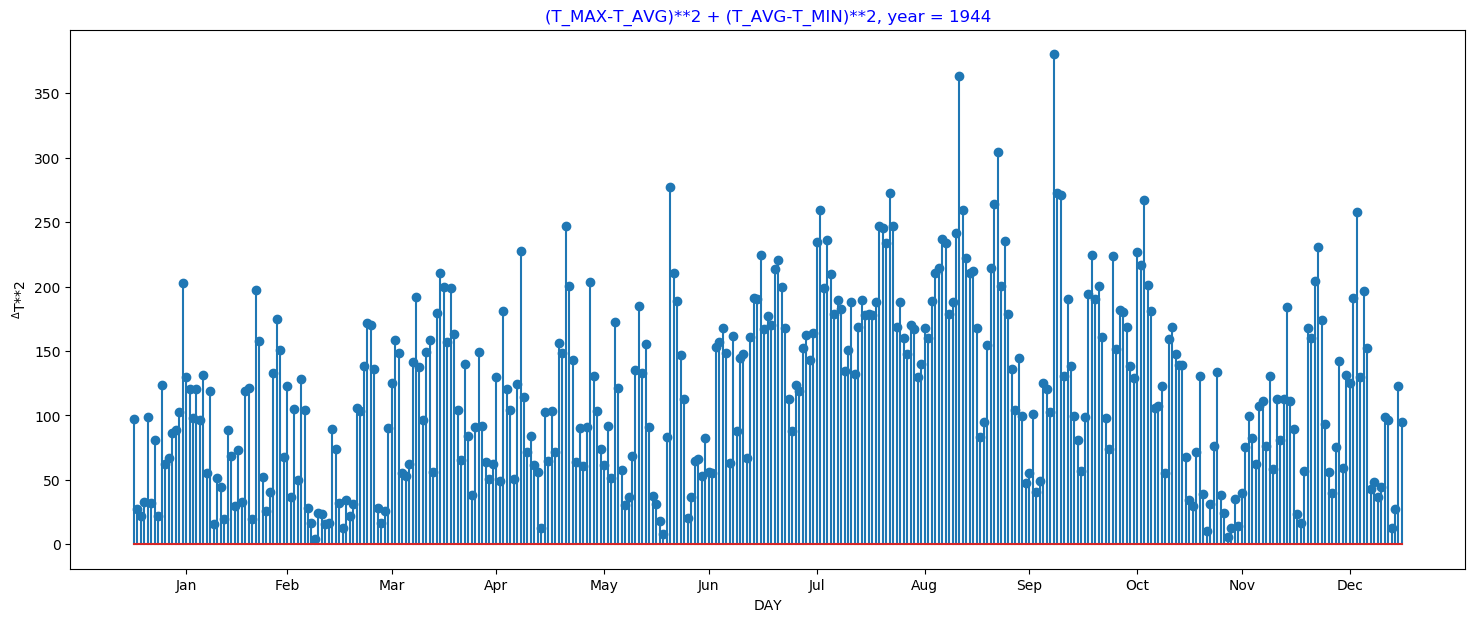 (T_MAX-T_AVG)**2 + (T_AVG-T_MIN)**2, year = 1944
350
300
250
200
150
100
50
0
ΔT**2
Jan Feb Mar Apr May Jun Jul Aug Sep Oct Nov Dec
DAY